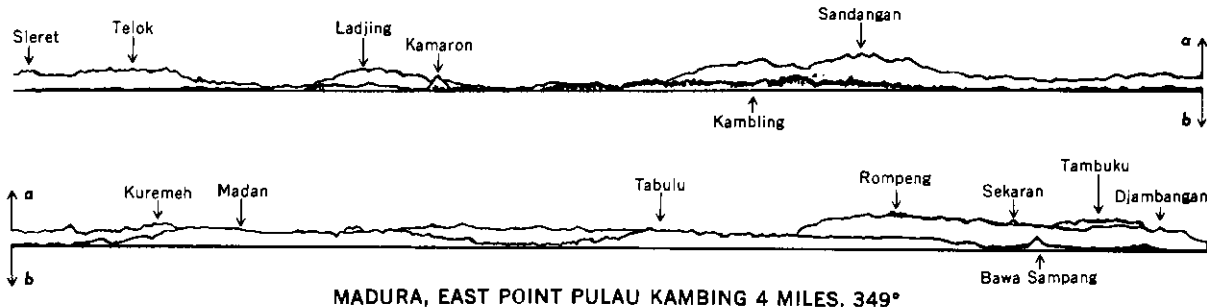 Sleret Telok Ladjing Kamaron Sandangan a
Kambling b
a Kuremeh Madan Tabulu Rompeng Sekaran Tambuku Djambangan
b Bawa Sampang
MADURA, EAST POINT PULAU KAMBING 4 MILES, 349°